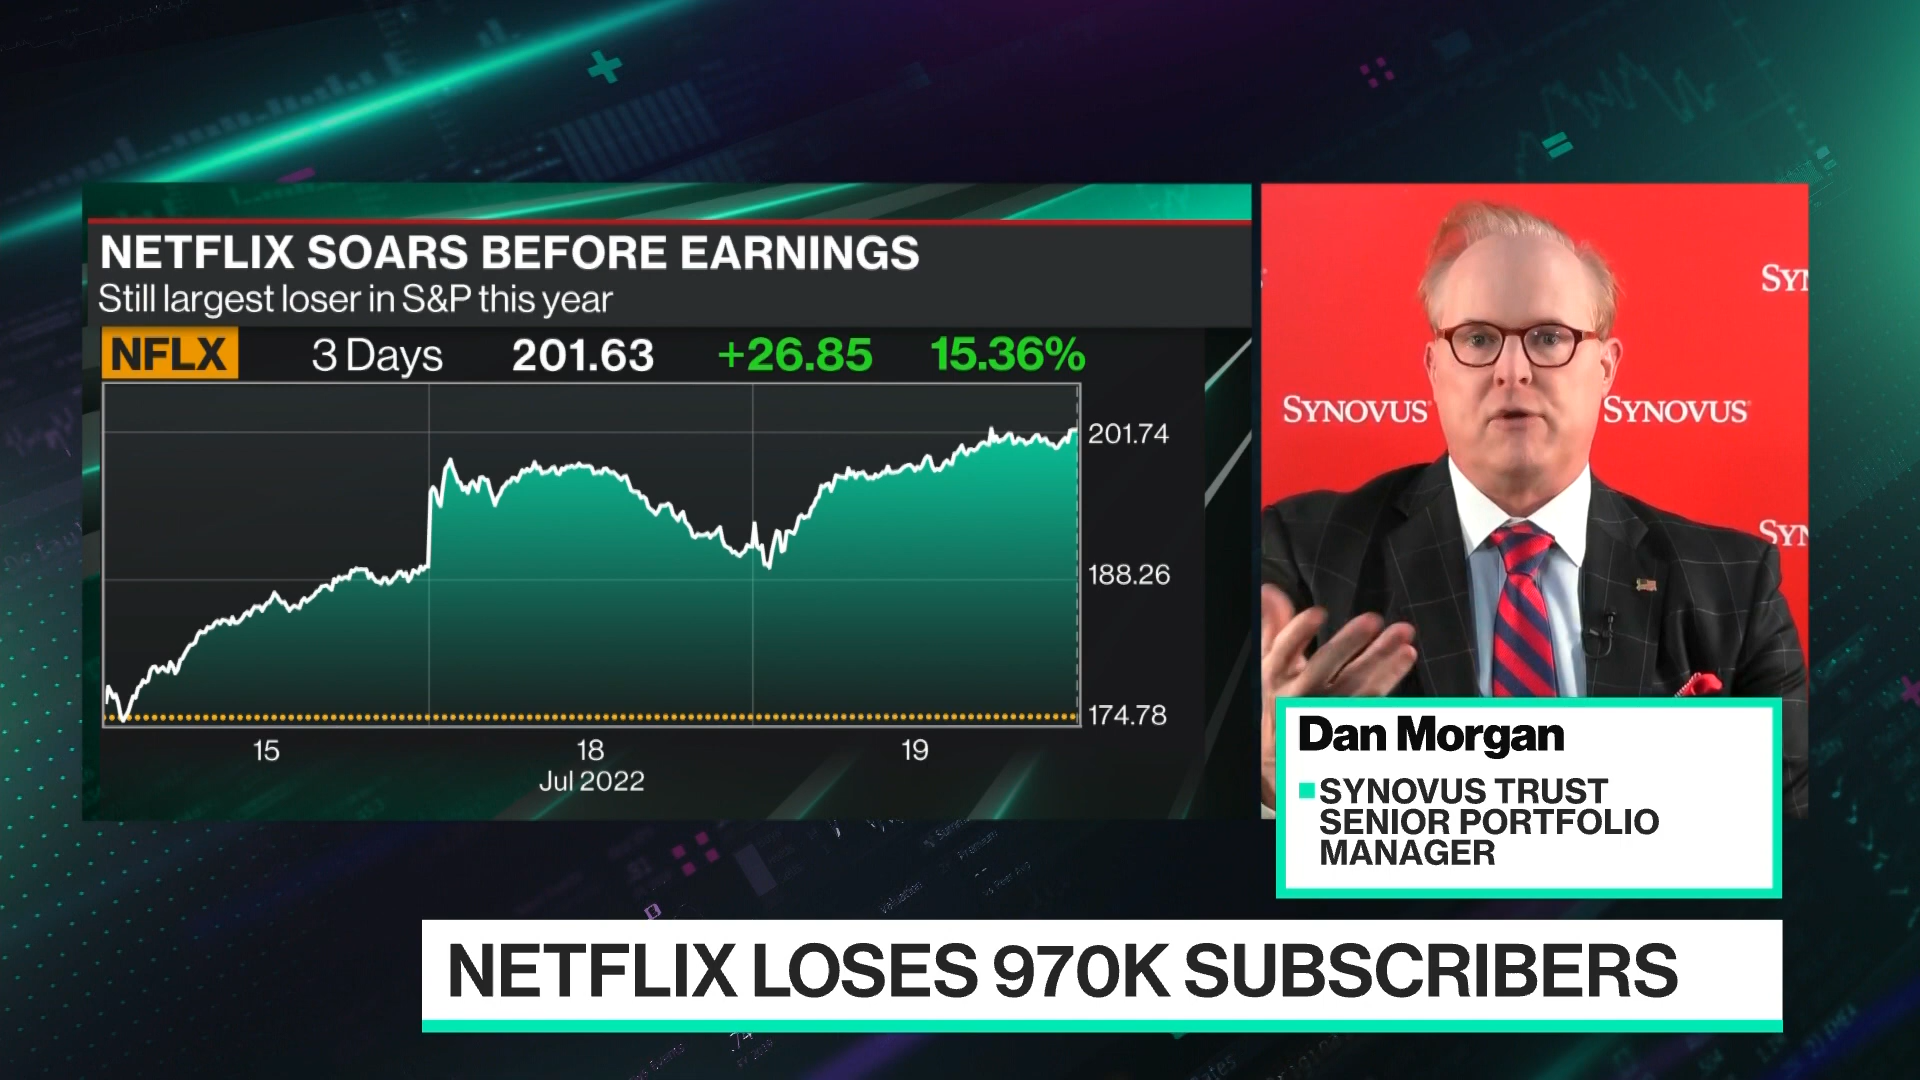 NETFLIX SOARS BEFORE EARNINGS
Still largest loser in S&P this year
NFLX 3 Days 201.63 +26.85 15.36%
201.74
188.26
174.78
15 18 19
Jul 2022
SYN
SYNOVUS SYNOVUS
SYN
Dan Morgan
SYNOVUS TRUST
SENIOR PORTFOLIO
MANAGER
NETFLIX LOSES 970K SUBSCRIBERS